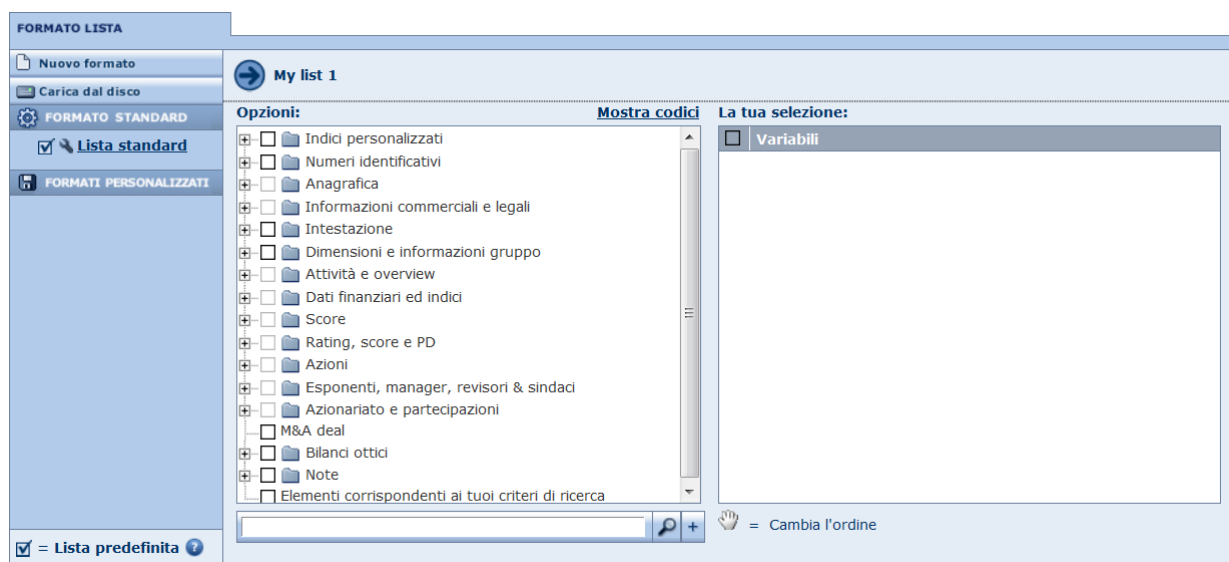 FORMATO LISTA
Nuovo formato
Carica dal disco
FORMATO STANDARD
Lista standard
FORMATI PERSONALIZZATI
= Lista predefinita ?
My list 1
Opzioni:
Mostra codici
Indici personalizzati
Numeri identificativi
Anagrafica
Informazioni commerciali e legali
Intestazione
Dimensioni e informazioni gruppo
Attività e overview
Dati finanziari ed indici
Score
Rating, score e PD
Azioni
Esponenti, manager, revisori & sindaci
Azionariato e partecipazioni
M&A deal
Bilanci ottici
Note
Elementi corrispondenti ai tuoi criteri di ricerca
La tua selezione:
Variabili
= Cambia l'ordine